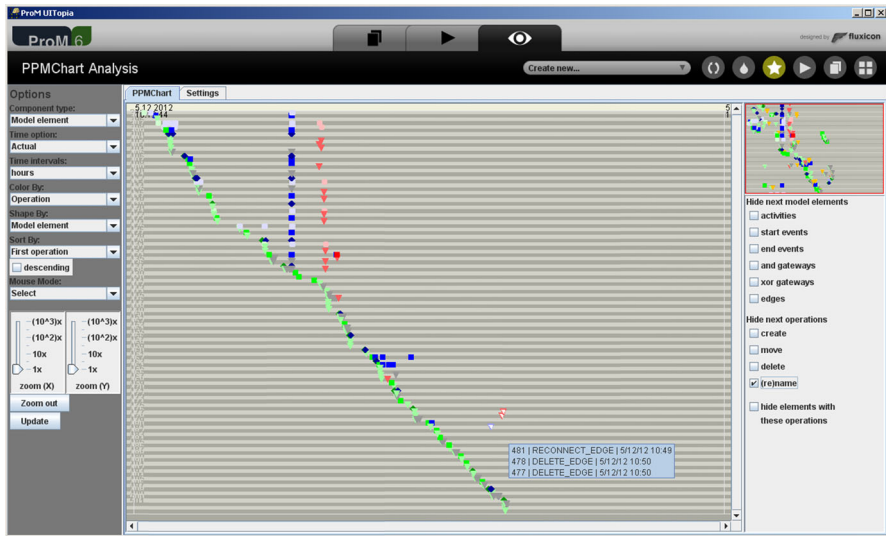 ProM UITopia
ProM 6
designed by fluxicon
PPMChart Analysis
Create new...
Options
Component type:
Model element
Time option:
Actual
Time intervals:
hours
Color By:
Operation
Shape By:
Model element
Sort By:
First operation
descending
Mouse Mode:
Select
(10^3)x
(10^3)x
(10^2)x
(10^2)x
10x
10x
1x
1x
zoom (X)
zoom (Y)
Zoom out
Update
PPMChart
Settings
5.12.2012
5
1
481 | RECONNECT_EDGE | 5/12/12 10:49
478 | DELETE_EDGE | 5/12/12 10:50
477 | DELETE_EDGE | 5/12/12 10:50
Hide next model elements
activities
start events
end events
and gateways
xor gateways
edges
Hide next operations
create
move
delete
(re)name
hide elements with
these operations